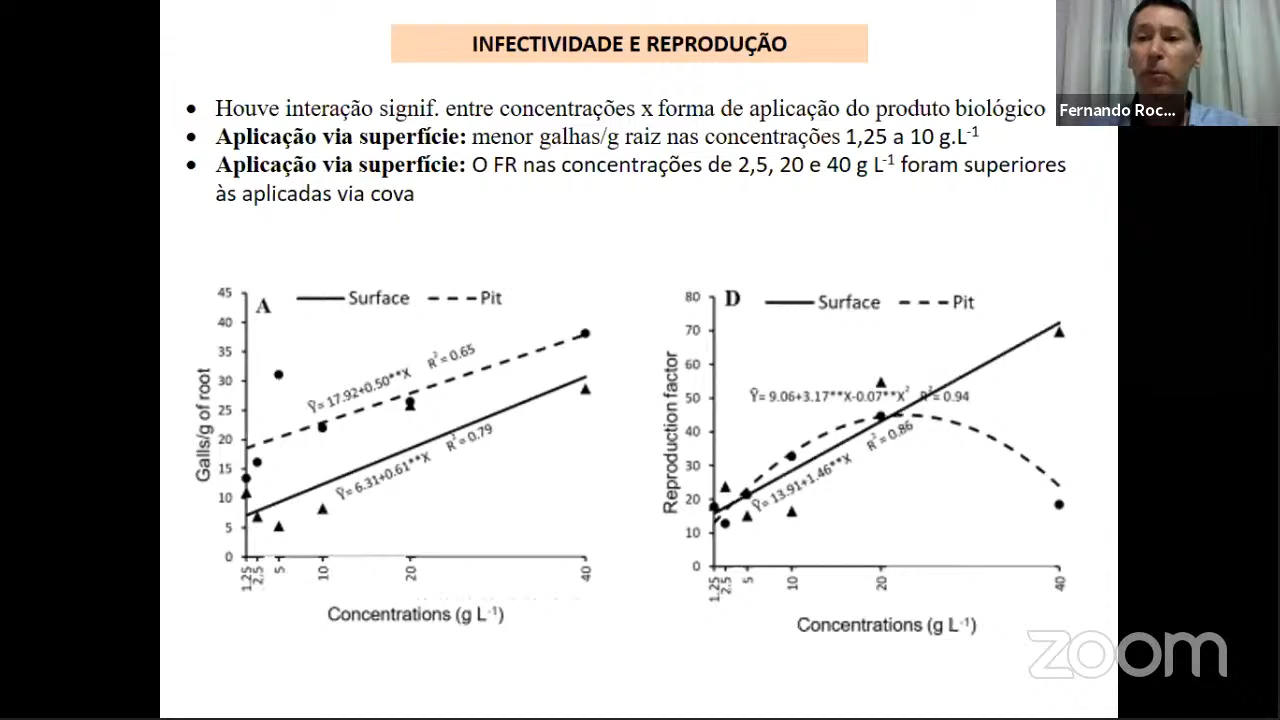 INFECTIVIDADE E REPRODUÇÃO
Fernando Roc...
• Houve interação signif. entre concentrações x forma de aplicação do produto biológico
• Aplicação via superfície: menor galhas/g raiz nas concentrações 1,25 a 10 g.L⁻¹
• Aplicação via superfície: O FR nas concentrações de 2,5, 20 e 40 g L⁻¹ foram superiores
às aplicadas via cova
A
Surface
Pit
Galls/g of root
45
40
35
30
25
20
15
10
5
0
Ŷ= 17.92+0.50**X R²= 0.65
Ŷ= 6.31+0.61**X R²= 0.79
1,25
2,5
5
10
20
40
Concentrations (g L⁻¹)
D
Surface
Pit
Reproduction factor
80
70
60
50
40
30
20
10
0
Ŷ= 9.06+3.17**X-0.07**X² R²= 0.94
Ŷ= 13.91+1.46**X R²= 0.86
1,25
2,5
5
10
20
40
Concentrations (g L⁻¹)
zoom